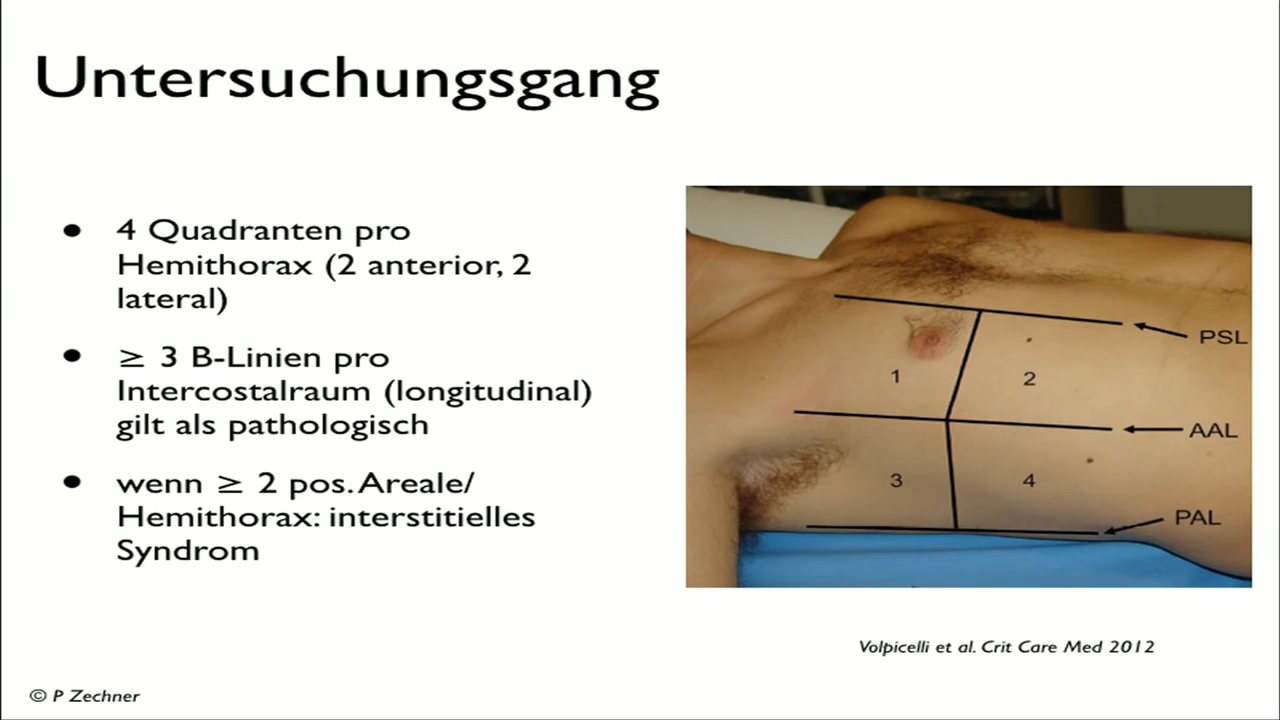 Untersuchungsgang
• 4 Quadranten pro
Hemithorax (2 anterior, 2
lateral)
• ≥ 3 B-Linien pro
Intercostalraum (longitudinal)
gilt als pathologisch
• wenn ≥ 2 pos. Areale/
Hemithorax: interstitielles
Syndrom
PSL
1
2
AAL
3
4
PAL
Volpicelli et al. Crit Care Med 2012
© P Zechner